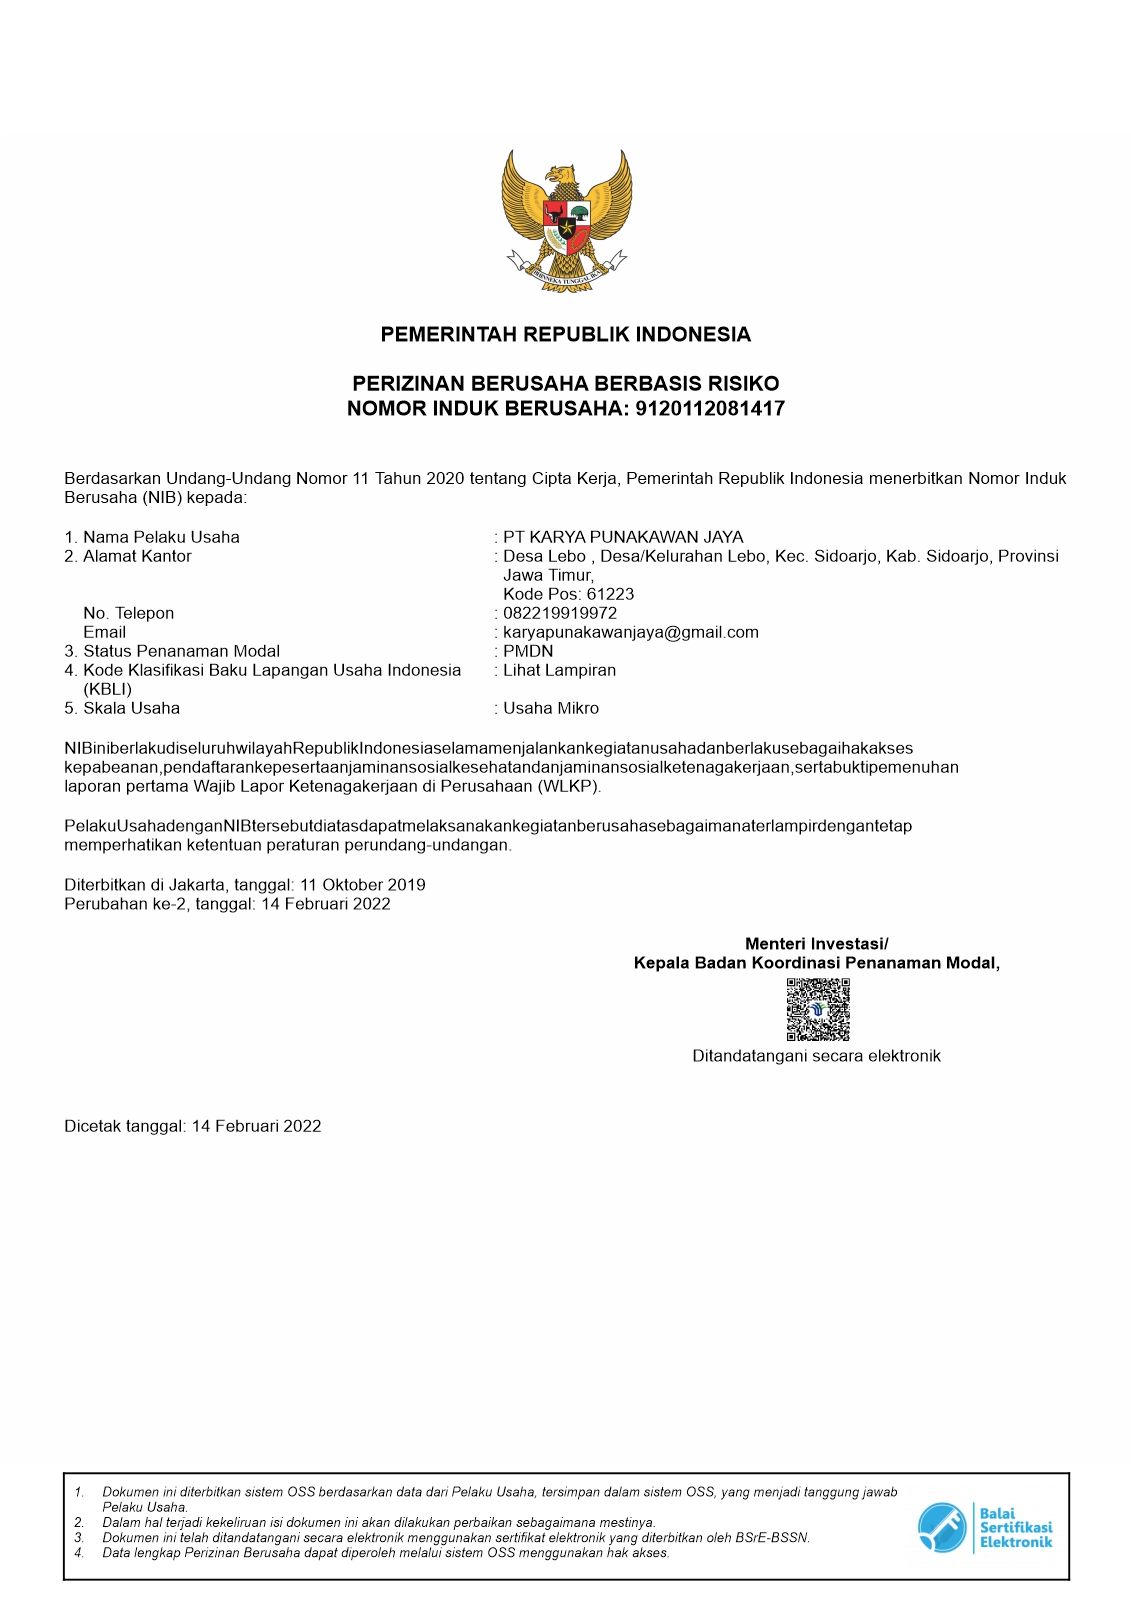 BHINNEKA TUNGGAL IKA
PEMERINTAH REPUBLIK INDONESIA
PERIZINAN BERUSAHA BERBASIS RISIKO
NOMOR INDUK BERUSAHA: 9120112081417
Berdasarkan Undang-Undang Nomor 11 Tahun 2020 tentang Cipta Kerja, Pemerintah Republik Indonesia menerbitkan Nomor Induk
Berusaha (NIB) kepada:
1. Nama Pelaku Usaha : PT KARYA PUNAKAWAN JAYA
2. Alamat Kantor : Desa Lebo , Desa/Kelurahan Lebo, Kec. Sidoarjo, Kab. Sidoarjo, Provinsi
Jawa Timur,
Kode Pos: 61223
No. Telepon : 082219919972
Email : karyapunakawanjaya@gmail.com
3. Status Penanaman Modal : PMDN
4. Kode Klasifikasi Baku Lapangan Usaha Indonesia : Lihat Lampiran
(KBLI)
5. Skala Usaha : Usaha Mikro
NIBiniberlakudiseluruhwilayahRepublikIndonesiaselamamenjalankankegiatanusahadanberlakusebagaihakakses
kepabeanan,pendaftarankepesertaanjaminansosialkesehatandanjaminansosialketenagakerjaan,sertabuktipemenuhan
laporan pertama Wajib Lapor Ketenagakerjaan di Perusahaan (WLKP).
PelakuUsahadenganNIBtersebutdiatasdapatmelaksanakankegiatanberusahasebagaimanaterlampirdengantetap
memperhatikan ketentuan peraturan perundang-undangan.
Diterbitkan di Jakarta, tanggal: 11 Oktober 2019
Perubahan ke-2, tanggal: 14 Februari 2022
Menteri Investasi/
Kepala Badan Koordinasi Penanaman Modal,
Ditandatangani secara elektronik
Dicetak tanggal: 14 Februari 2022
1. Dokumen ini diterbitkan sistem OSS berdasarkan data dari Pelaku Usaha, tersimpan dalam sistem OSS, yang menjadi tanggung jawab
Pelaku Usaha.
2. Dalam hal terjadi kekeliruan isi dokumen ini akan dilakukan perbaikan sebagaimana mestinya.
3. Dokumen ini telah ditandatangani secara elektronik menggunakan sertifikat elektronik yang diterbitkan oleh BSrE-BSSN.
4. Data lengkap Perizinan Berusaha dapat diperoleh melalui sistem OSS menggunakan hak akses.
Balai
Sertifikasi
Elektronik